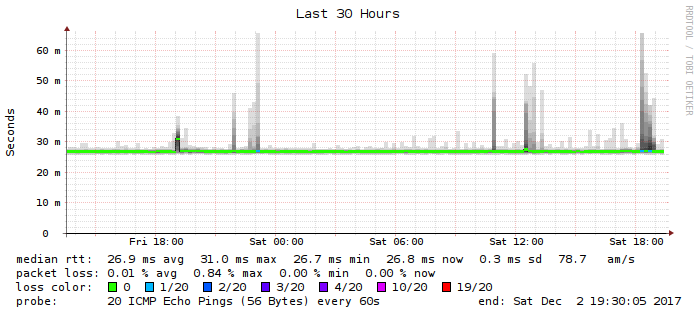 Last 30 Hours
RRDTOOL / TOBI OETIKER
Seconds
60 m
50 m
40 m
30 m
20 m
10 m
0
Fri 18:00 Sat 00:00 Sat 06:00 Sat 12:00 Sat 18:00
median rtt: 26.9 ms avg 31.0 ms max 26.7 ms min 26.8 ms now 0.3 ms sd 78.7 am/s
packet loss: 0.01 % avg 0.84 % max 0.00 % min 0.00 % now
loss color: 0 1/20 2/20 3/20 4/20 10/20 19/20
probe: 20 ICMP Echo Pings (56 Bytes) every 60s end: Sat Dec 2 19:30:05 2017